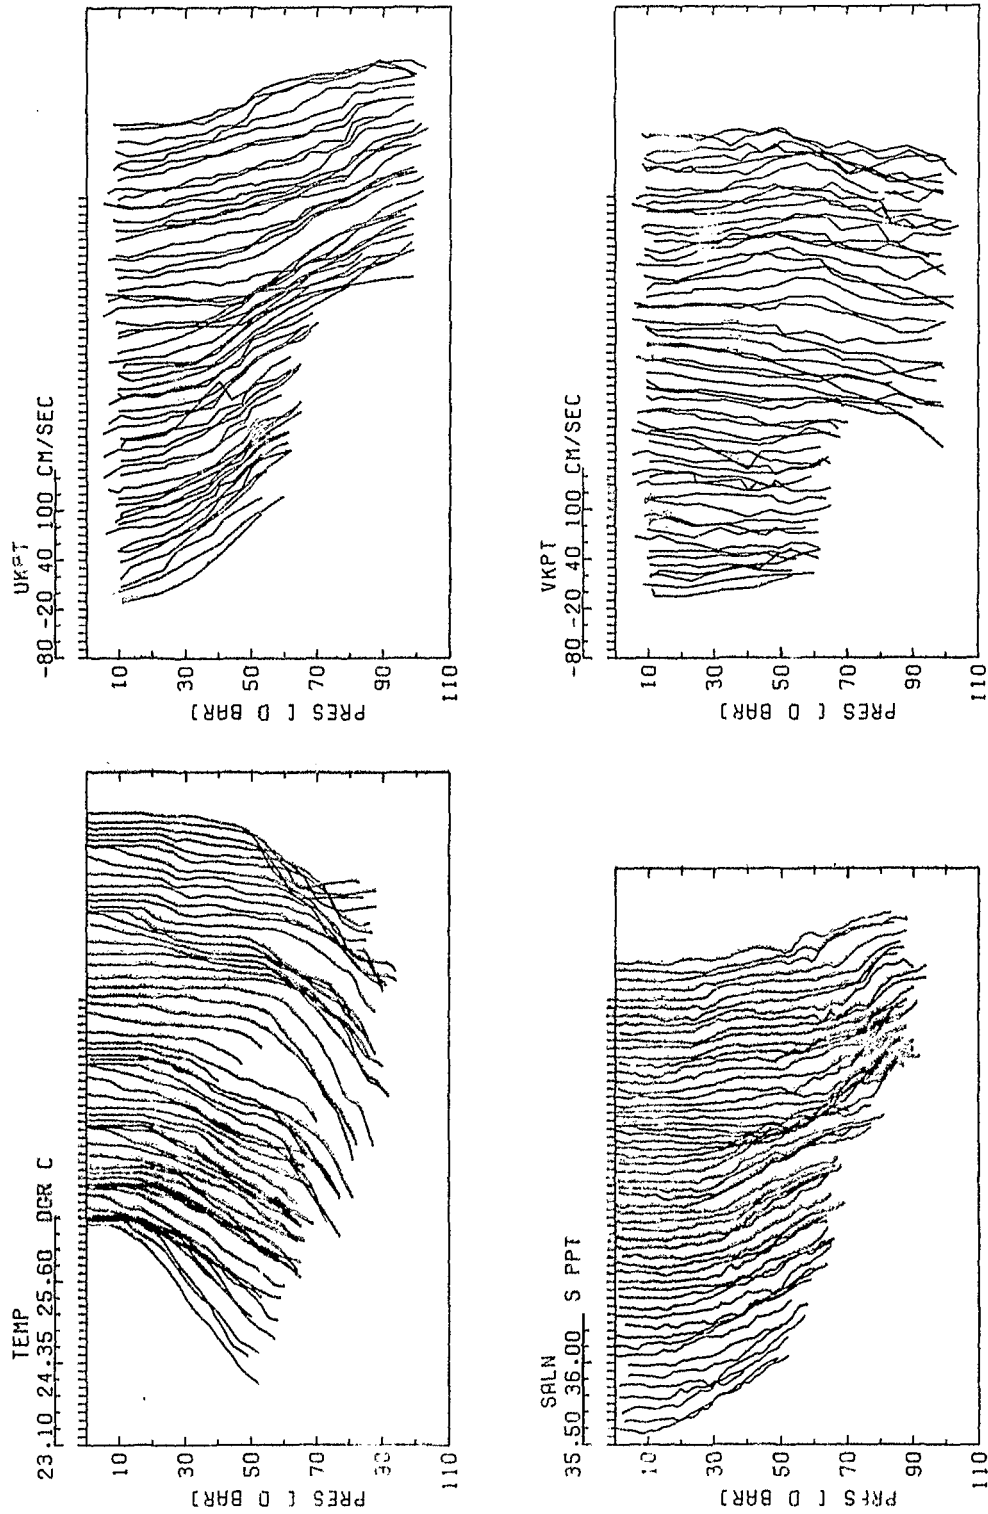 UKPT
-80 -20 40 100 CM/SEC
10 30 50 70 90 110
PRES [ D BAR]
VKPT
-80 -20 40 100 CM/SEC
10 30 50 70 90 110
PRES [ D BAR]
TEMP
23.10 24.35 25.60 DGR C
10 30 50 70 90 110
PRES [ D BAR]
SALN
35.50 36.00 S PPT
10 30 50 70 90 110
PRES [ D BAR]